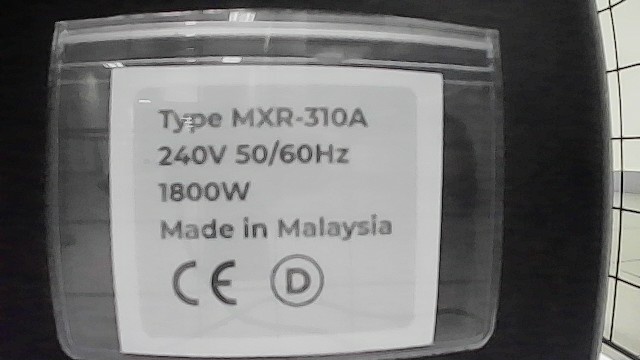 Type MXR-310A
240V 50/60Hz
1800W
Made in Malaysia
CE D